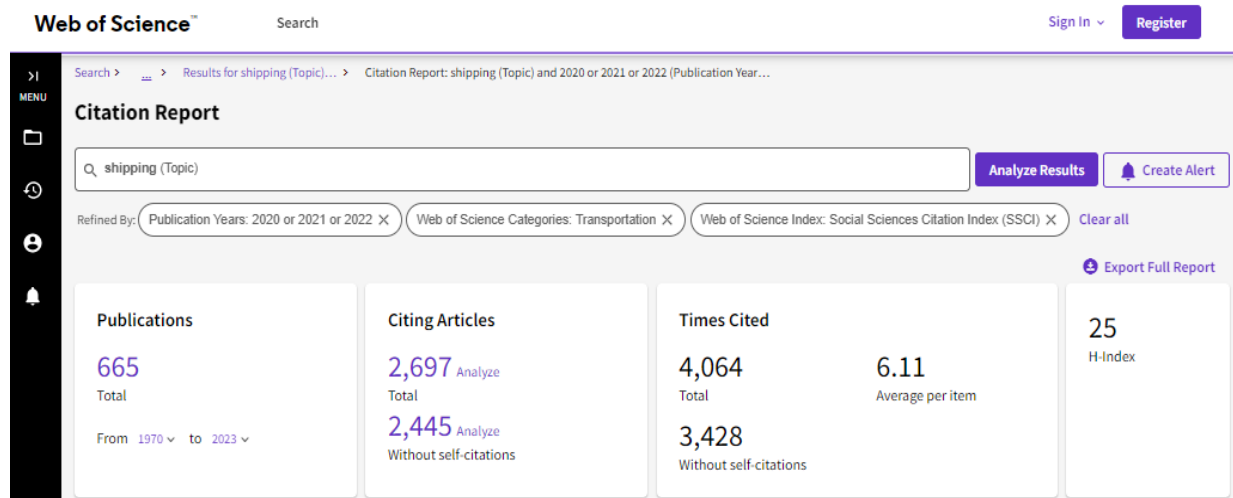 Web of Science™ Search Sign In Register
MENU
Search > ... > Results for shipping (Topic)... > Citation Report: shipping (Topic) and 2020 or 2021 or 2022 (Publication Year...
Citation Report
shipping (Topic)
Analyze Results
Create Alert
Refined By: Publication Years: 2020 or 2021 or 2022 × Web of Science Categories: Transportation × Web of Science Index: Social Sciences Citation Index (SSCI) × Clear all
Export Full Report
Publications
665
Total
From 1970 to 2023
Citing Articles
2,697 Analyze
Total
2,445 Analyze
Without self-citations
Times Cited
4,064
Total
6.11
Average per item
3,428
Without self-citations
25
H-Index